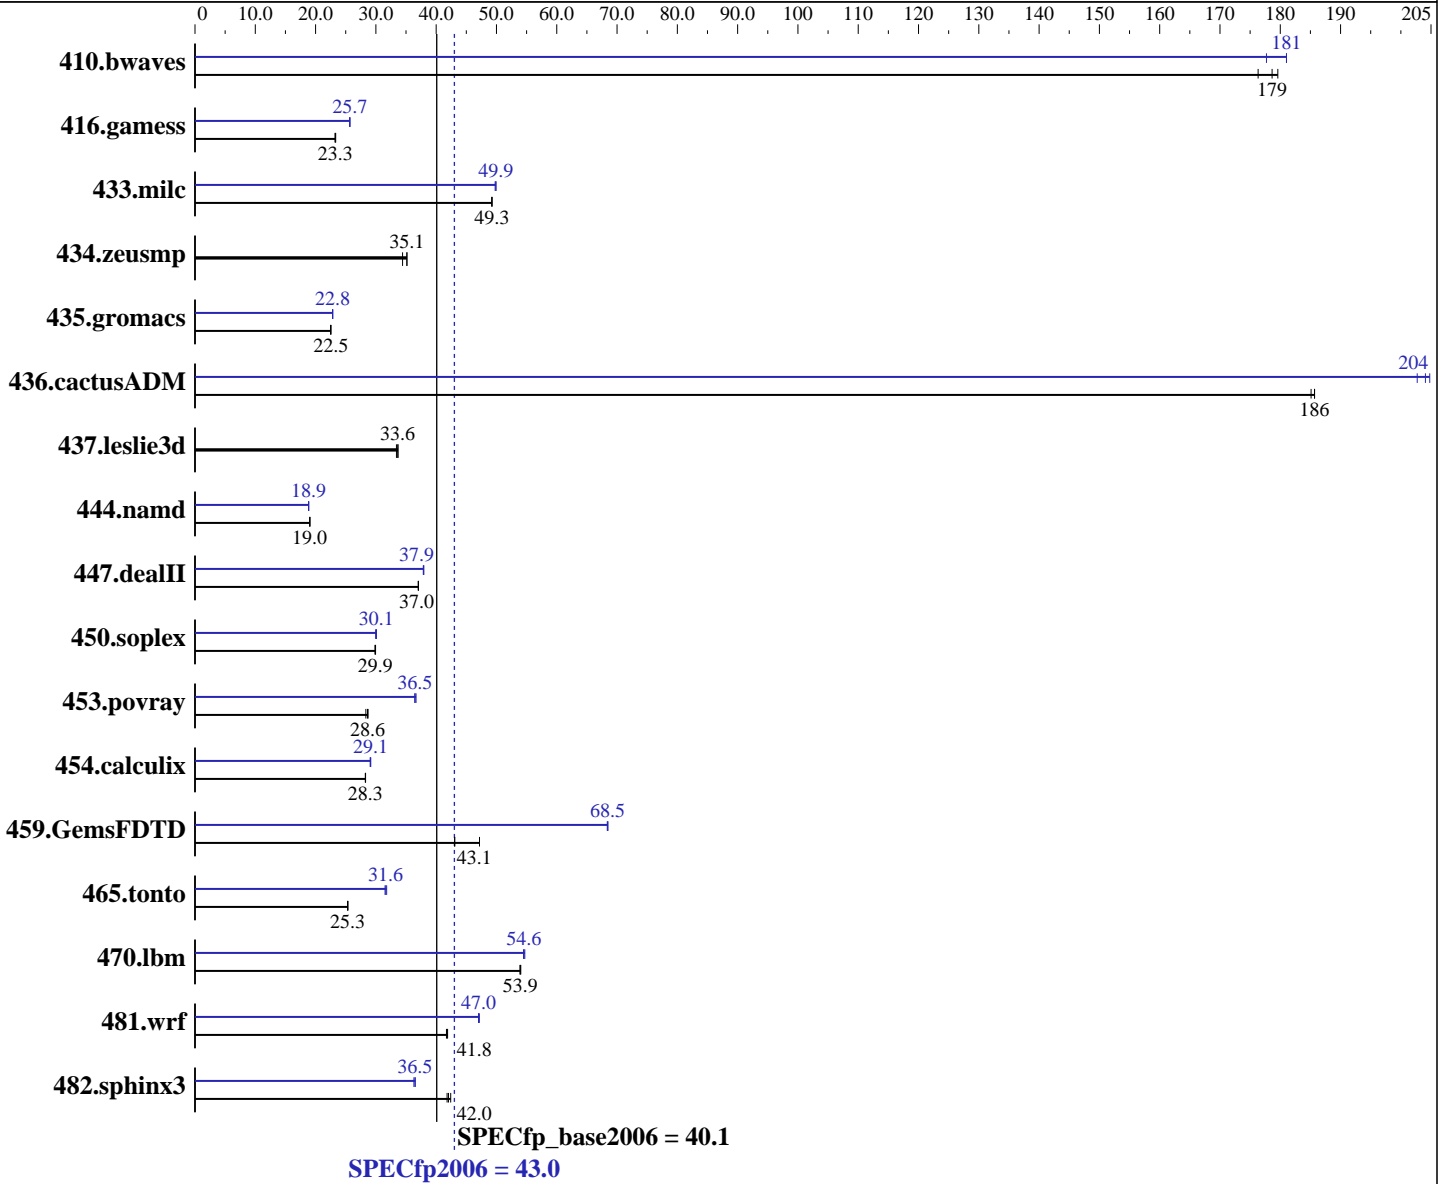 0 10.0 20.0 30.0 40.0 50.0 60.0 70.0 80.0 90.0 100 110 120 130 140 150 160 170 180 190 205
181
410.bwaves
179
25.7
416.gamess
23.3
49.9
433.milc
49.3
35.1
434.zeusmp
22.8
435.gromacs
22.5
204
436.cactusADM
186
33.6
437.leslie3d
18.9
444.namd
19.0
37.9
447.dealII
37.0
30.1
450.soplex
29.9
36.5
453.povray
28.6
29.1
454.calculix
28.3
68.5
459.GemsFDTD
43.1
31.6
465.tonto
25.3
54.6
470.lbm
53.9
47.0
481.wrf
41.8
36.5
482.sphinx3
42.0
SPECfp_base2006 = 40.1
SPECfp2006 = 43.0